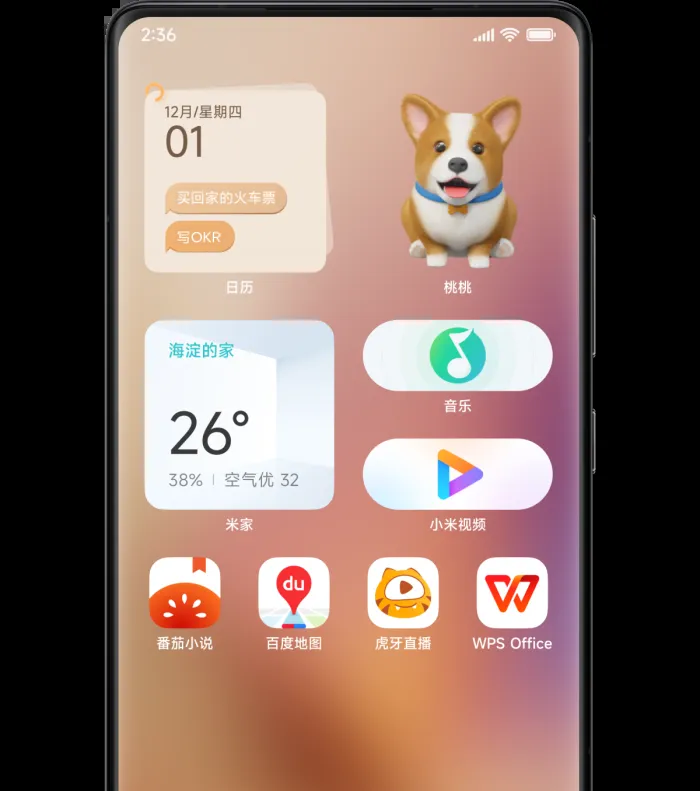 2:36
12月/星期四
01
买回家的火车票
写OKR
日历
桃桃
海淀的家
26°
38% | 空气优 32
米家
音乐
小米视频
du
番茄小说
百度地图
虎牙直播
WPS Office